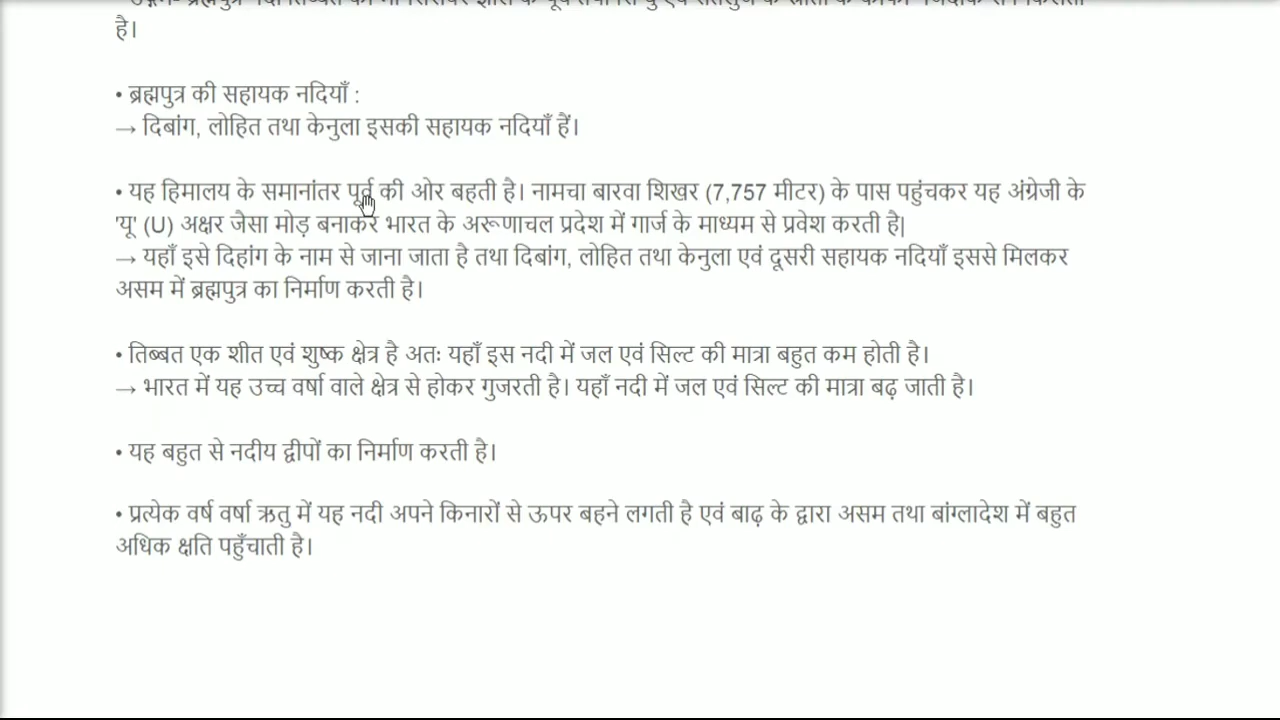 है।
• ब्रह्मपुत्र की सहायक नदियाँ :
→ दिबांग, लोहित तथा केनुला इसकी सहायक नदियाँ हैं।
• यह हिमालय के समानांतर पूर्व की ओर बहती है। नामचा बारवा शिखर (7,757 मीटर) के पास पहुंचकर यह अंग्रेजी के
'यू' (U) अक्षर जैसा मोड़ बनाकर भारत के अरूणाचल प्रदेश में गार्ज के माध्यम से प्रवेश करती है|
→ यहाँ इसे दिहांग के नाम से जाना जाता है तथा दिबांग, लोहित तथा केनुला एवं दूसरी सहायक नदियाँ इससे मिलकर
असम में ब्रह्मपुत्र का निर्माण करती है।
• तिब्बत एक शीत एवं शुष्क क्षेत्र है अतः यहाँ इस नदी में जल एवं सिल्ट की मात्रा बहुत कम होती है।
→ भारत में यह उच्च वर्षा वाले क्षेत्र से होकर गुजरती है। यहाँ नदी में जल एवं सिल्ट की मात्रा बढ़ जाती है।
• यह बहुत से नदीय द्वीपों का निर्माण करती है।
• प्रत्येक वर्ष वर्षा ऋतु में यह नदी अपने किनारों से ऊपर बहने लगती है एवं बाढ़ के द्वारा असम तथा बांग्लादेश में बहुत
अधिक क्षति पहुँचाती है।